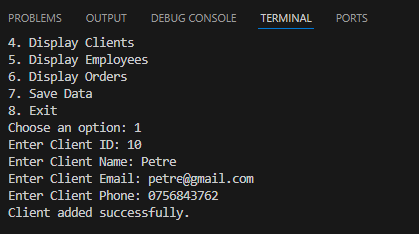 PROBLEMS OUTPUT DEBUG CONSOLE TERMINAL PORTS
4. Display Clients
5. Display Employees
6. Display Orders
7. Save Data
8. Exit
Choose an option: 1
Enter Client ID: 10
Enter Client Name: Petre
Enter Client Email: petre@gmail.com
Enter Client Phone: 0756843762
Client added successfully.